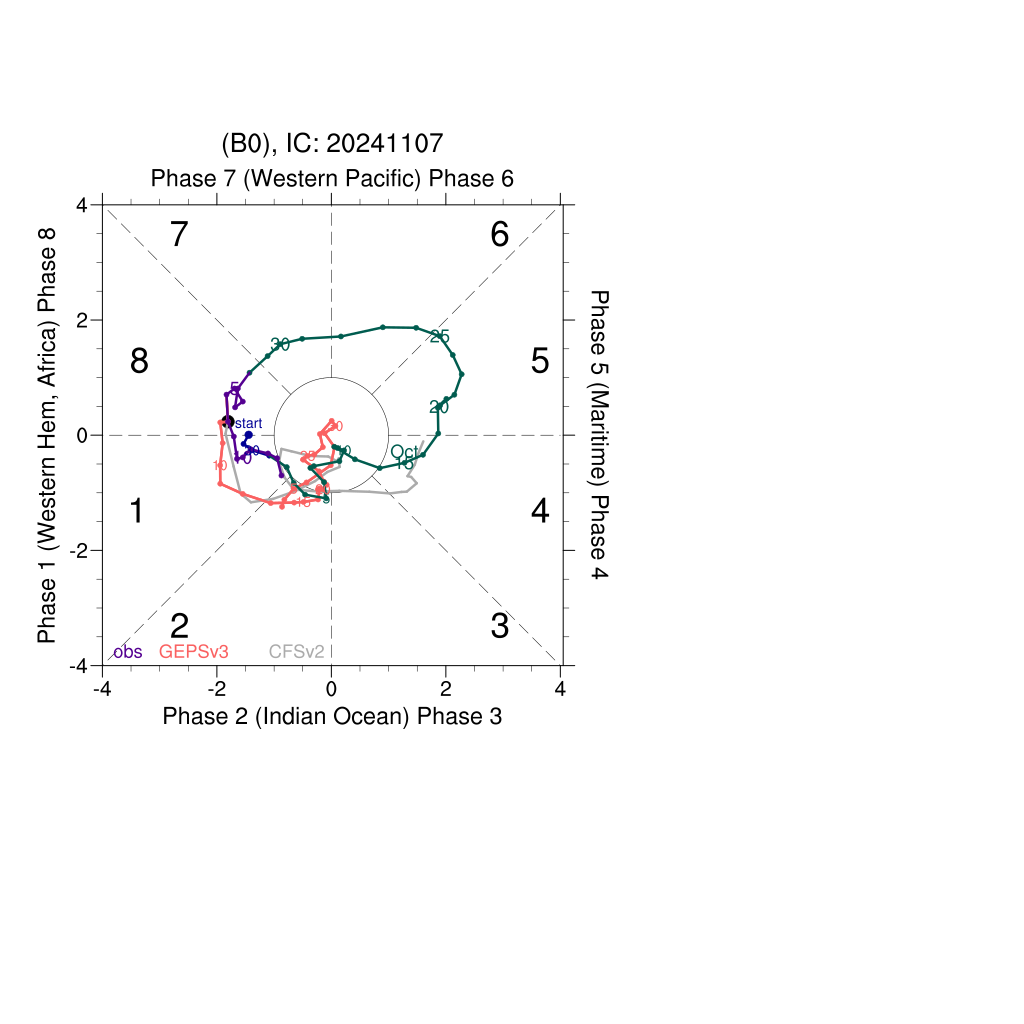 (B0), IC: 20241107
Phase 7 (Western Pacific) Phase 6
Phase 1 (Western Hem, Africa) Phase 8
Phase 5 (Maritime) Phase 4
4
2
0
-2
-4
7
6
8
5
1
4
2
3
30
25
5
20
start
Oct
15
10
obs
GEPSv3
CFSv2
-4
-2
0
2
4
Phase 2 (Indian Ocean) Phase 3